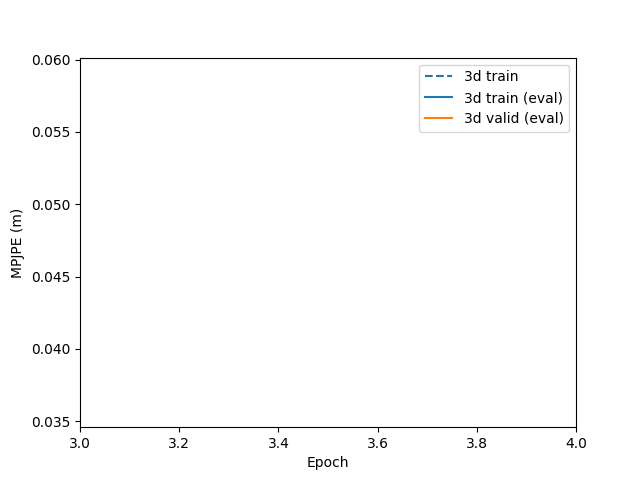 0.060
0.055
0.050
0.045
0.040
0.035
MPJPE (m)
3d train
3d train (eval)
3d valid (eval)
3.0 3.2 3.4 3.6 3.8 4.0
Epoch